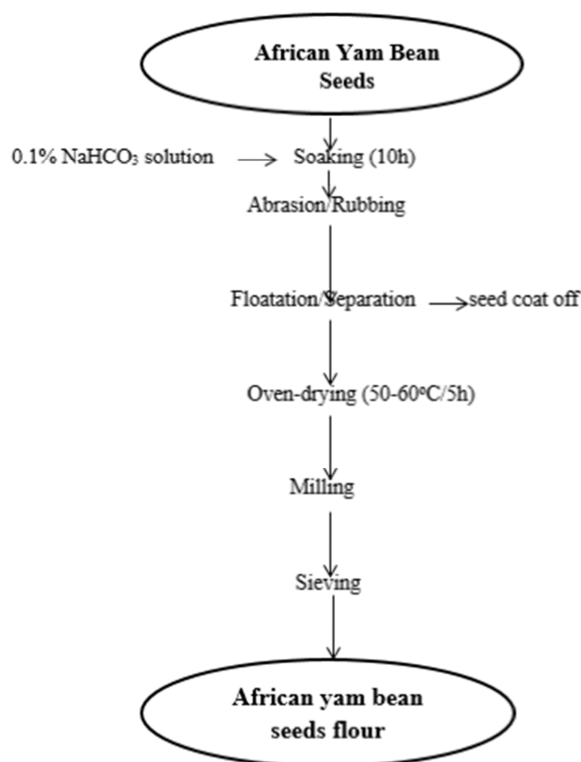 African Yam Bean
Seeds
0.1% NaHCO₃ solution
Soaking (10h)
Abrasion/Rubbing
Floatation/Separation
seed coat off
Oven-drying (50-60ᵒC/5h)
Milling
Sieving
African yam bean
seeds flour